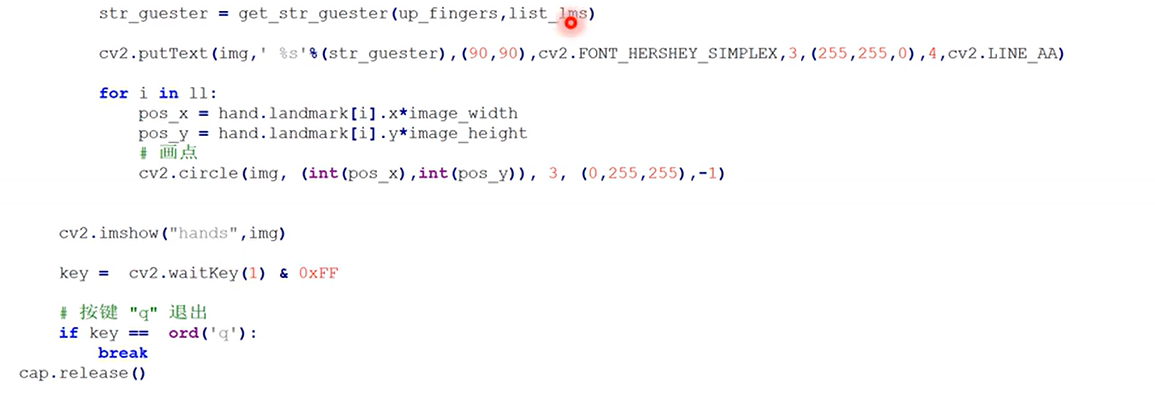 str_guester = get_str_guester(up_fingers,list_lms)
cv2.putText(img,' %s'%(str_guester),(90,90),cv2.FONT_HERSHEY_SIMPLEX,3,(255,255,0),4,cv2.LINE_AA)
for i in ll:
pos_x = hand.landmark[i].x*image_width
pos_y = hand.landmark[i].y*image_height
# 画点
cv2.circle(img, (int(pos_x),int(pos_y)), 3, (0,255,255),-1)
cv2.imshow("hands",img)
key = cv2.waitKey(1) & 0xFF
# 按键 "q" 退出
if key == ord('q'):
break
cap.release()